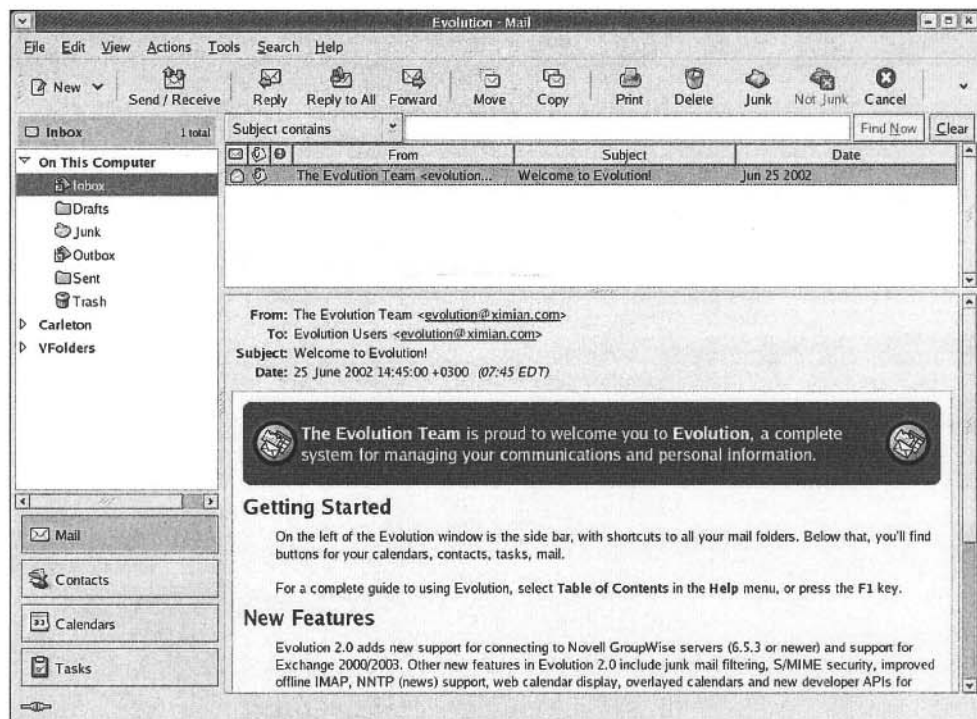 Evolution - Mail
File Edit View Actions Tools Search Help
New Send / Receive Reply Reply to All Forward Move Copy Print Delete Junk Not Junk Cancel
Inbox 1 total
Subject contains Find Now Clear
On This Computer
Inbox
Drafts
Junk
Outbox
Sent
Trash
Carleton
VFolders
From Subject Date
The Evolution Team <evolution... Welcome to Evolution! Jun 25 2002
From: The Evolution Team <evolution@ximian.com>
To: Evolution Users <evolution@ximian.com>
Subject: Welcome to Evolution!
Date: 25 June 2002 14:45:00 +0300 (07:45 EDT)
The Evolution Team is proud to welcome you to Evolution, a complete
system for managing your communications and personal information.
Getting Started
On the left of the Evolution window is the side bar, with shortcuts to all your mail folders. Below that, you'll find
buttons for your calendars, contacts, tasks, mail.
For a complete guide to using Evolution, select Table of Contents in the Help menu, or press the F1 key.
New Features
Evolution 2.0 adds new support for connecting to Novell GroupWise servers (6.5.3 or newer) and support for
Exchange 2000/2003. Other new features in Evolution 2.0 include junk mail filtering, S/MIME security, improved
offline IMAP, NNTP (news) support, web calendar display, overlayed calendars and new developer APIs for
Mail
Contacts
Calendars
Tasks